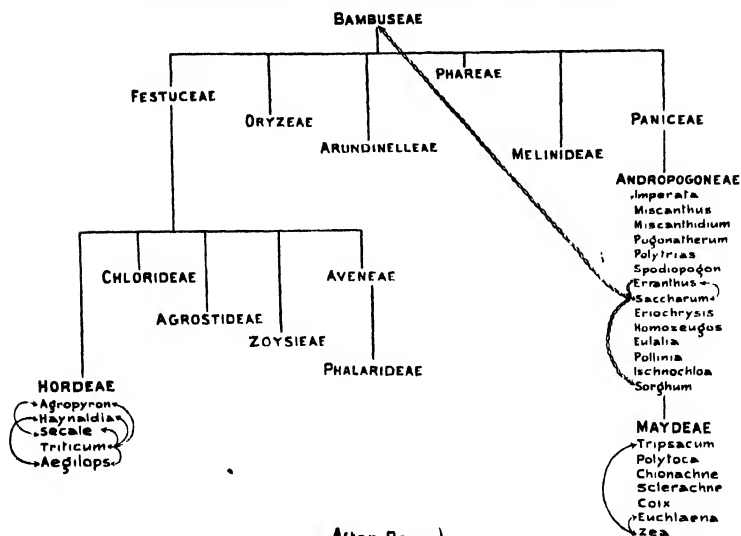 BAMBUSEAE
FESTUCEAE
ORYZEAE
ARUNDINELLEAE
PHAREAE
MELINIDEAE
PANICEAE
ANDROPOGONEAE
Imperata
Miscanthus
Miscanthidium
Pogonatherum
Polytrias
Spodiopogon
Erianthus
Saccharum
Eriochrysis
Homozeugos
Eulalia
Pollinia
Ischnochloa
Sorghum
CHLORIDEAE
AGROSTIDEAE
ZOYSIEAE
AVENEAE
PHALARIDEAE
HORDEAE
Agropyron
Haynaldia
Secale
Triticum
Aegilops
MAYDEAE
Tripsacum
Polytoca
Chionachne
Sclerachne
Coix
Euchlaena
Zea